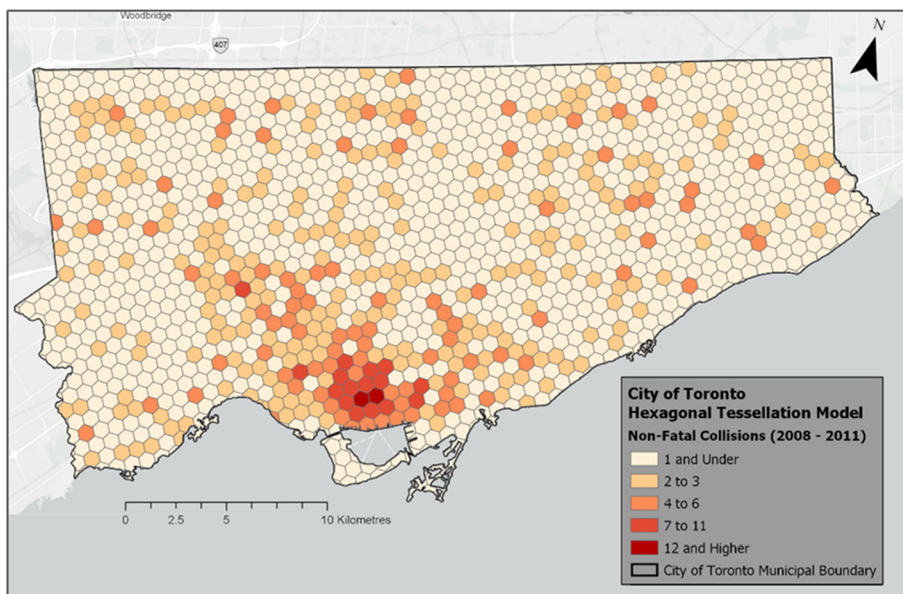 Woodbridge
407
N
City of Toronto
Hexagonal Tessellation Model
Non-Fatal Collisions (2008 - 2011)
1 and Under
2 to 3
4 to 6
7 to 11
12 and Higher
City of Toronto Municipal Boundary
0 2.5 5 10 Kilometres